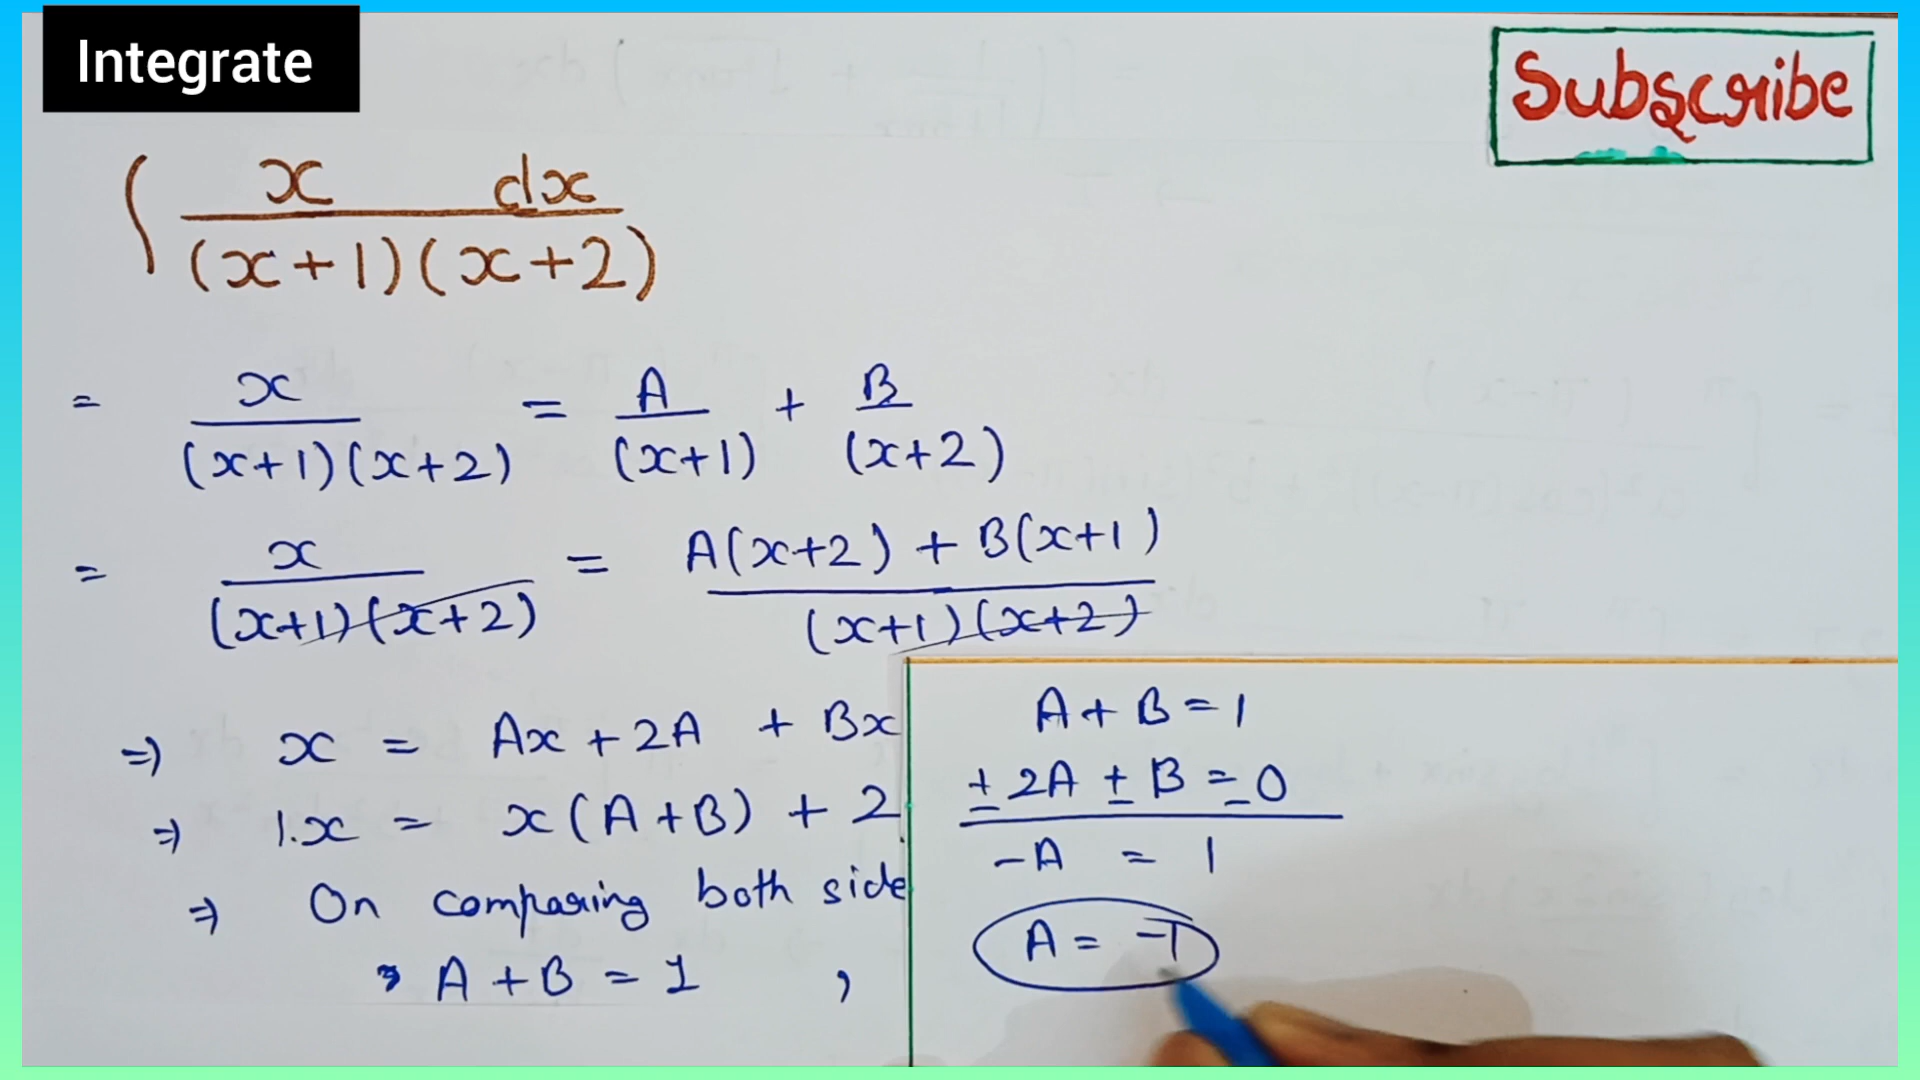 Integrate
Subscribe
∫ x dx / (x+1)(x+2)
= x / (x+1)(x+2) = A / (x+1) + B / (x+2)
= x / (x+1)(x+2) = A(x+2) + B(x+1) / (x+1)(x+2)
⇒ x = Ax + 2A + Bx
⇒ 1.x = x(A+B) + 2
⇒ On comparing both side
A + B = 1 ,
A + B = 1
± 2A ± B = 0
-A = 1
A = -1